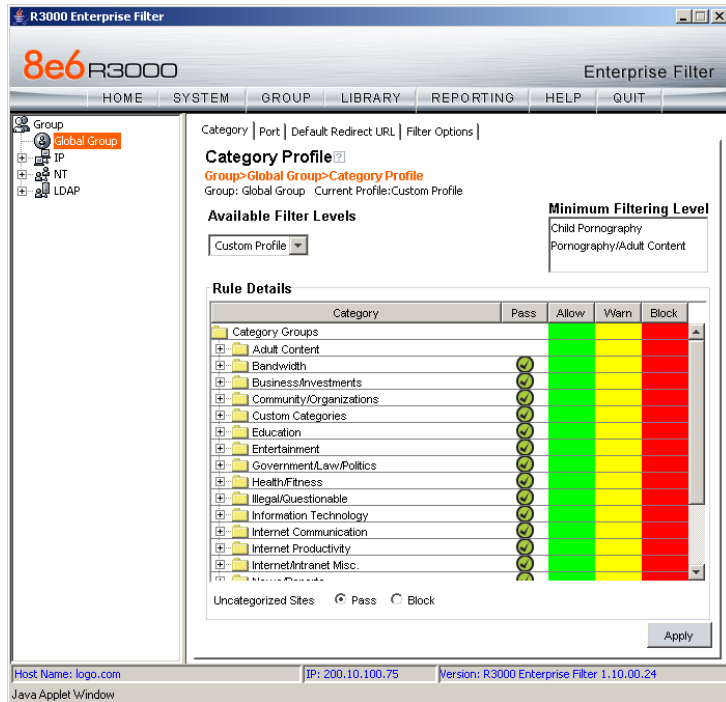 R3000 Enterprise Filter
8e6 R3000
Enterprise Filter
HOME SYSTEM GROUP LIBRARY REPORTING HELP QUIT
Group
Global Group
IP
NT
LDAP
Category Port Default Redirect URL Filter Options
Category Profile ?
Group>Global Group>Category Profile
Group: Global Group Current Profile:Custom Profile
Available Filter Levels
Custom Profile
Minimum Filtering Level
Child Pornography
Pornography/Adult Content
Rule Details
Category Pass Allow Warn Block
Category Groups
Adult Content
Bandwidth
Business/Investments
Community/Organizations
Custom Categories
Education
Entertainment
Government/Law/Politics
Health/Fitness
Illegal/Questionable
Information Technology
Internet Communication
Internet Productivity
Internet/Intranet Misc.
Uncategorized Sites Pass Block
Apply
Host Name: logo.com IP: 200.10.100.75 Version: R3000 Enterprise Filter 1.10.00.24
Java Applet Window